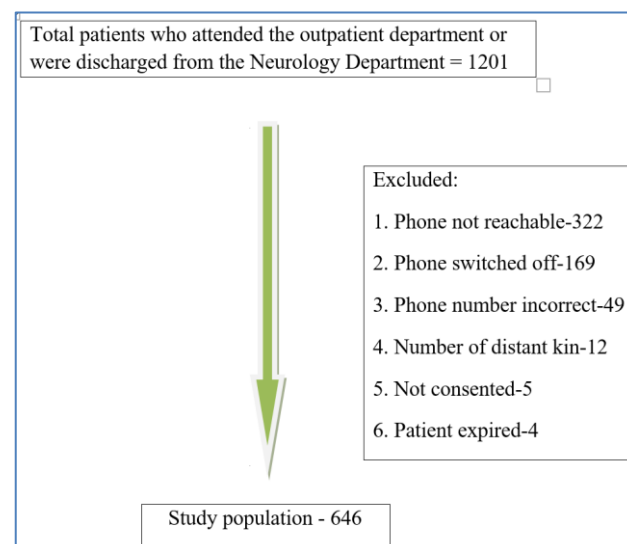 Total patients who attended the outpatient department or
were discharged from the Neurology Department = 1201
Excluded:
1. Phone not reachable-322
2. Phone switched off-169
3. Phone number incorrect-49
4. Number of distant kin-12
5. Not consented-5
6. Patient expired-4
Study population - 646